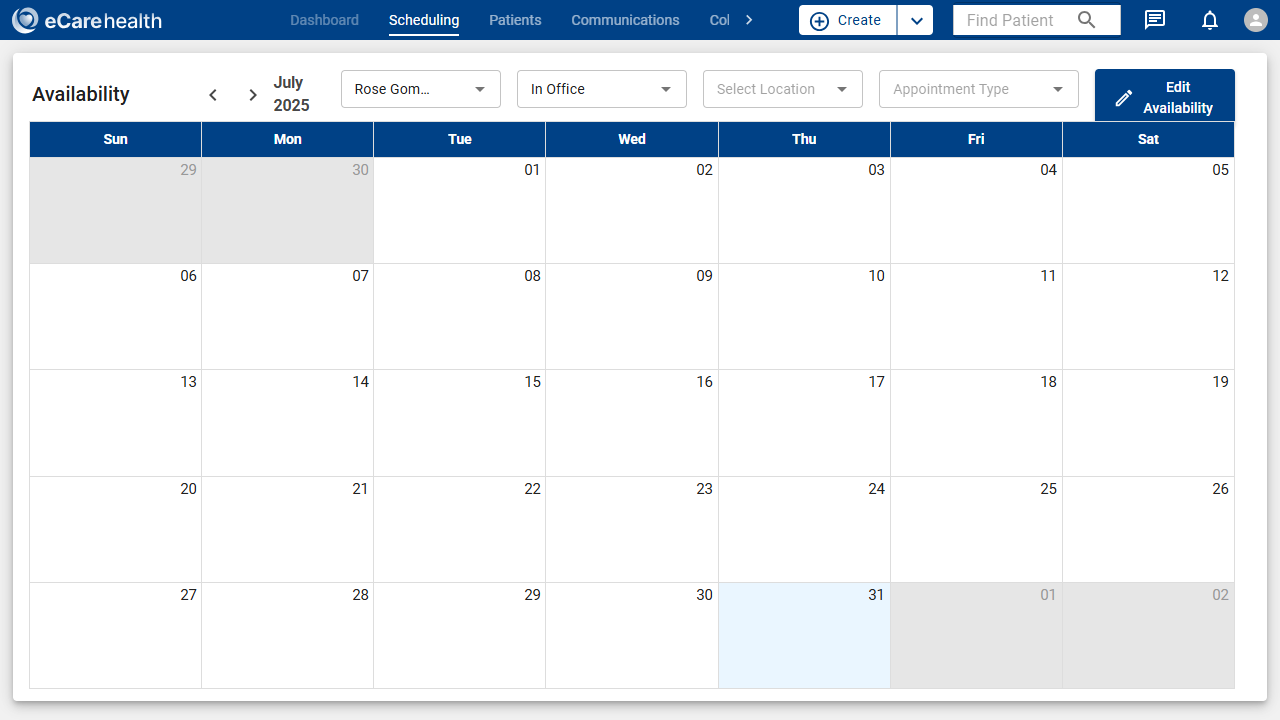 eCarehealth
Dashboard
Scheduling
Patients
Communications
Col
Create
Find Patient
Availability
July
2025
Rose Gom...
In Office
Select Location
Appointment Type
Edit
Availability
Sun Mon Tue Wed Thu Fri Sat
29 30 01 02 03 04 05
06 07 08 09 10 11 12
13 14 15 16 17 18 19
20 21 22 23 24 25 26
27 28 29 30 31 01 02